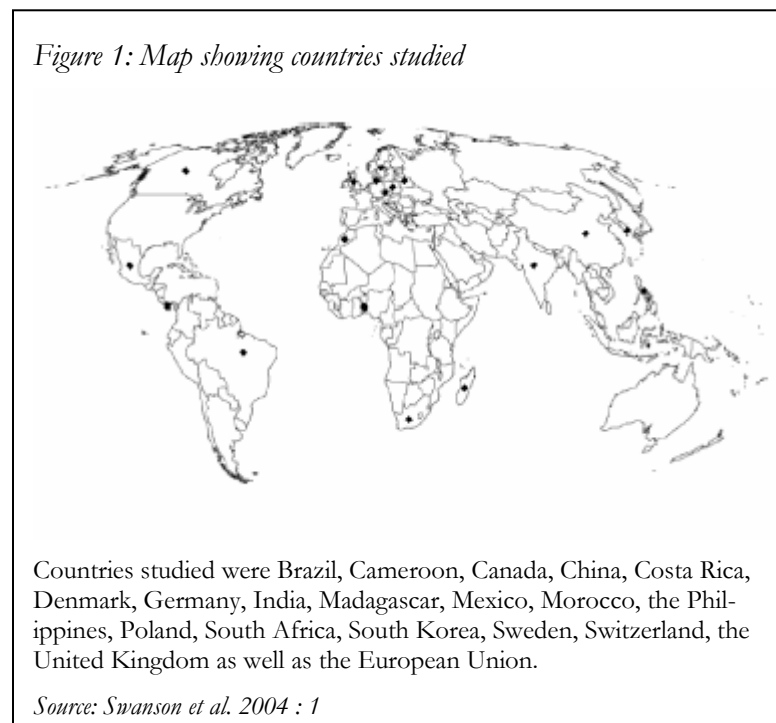 Figure 1: Map showing countries studied
Countries studied were Brazil, Cameroon, Canada, China, Costa Rica,
Denmark, Germany, India, Madagascar, Mexico, Morocco, the Phil-
ippines, Poland, South Africa, South Korea, Sweden, Switzerland, the
United Kingdom as well as the European Union.
Source: Swanson et al. 2004 : 1